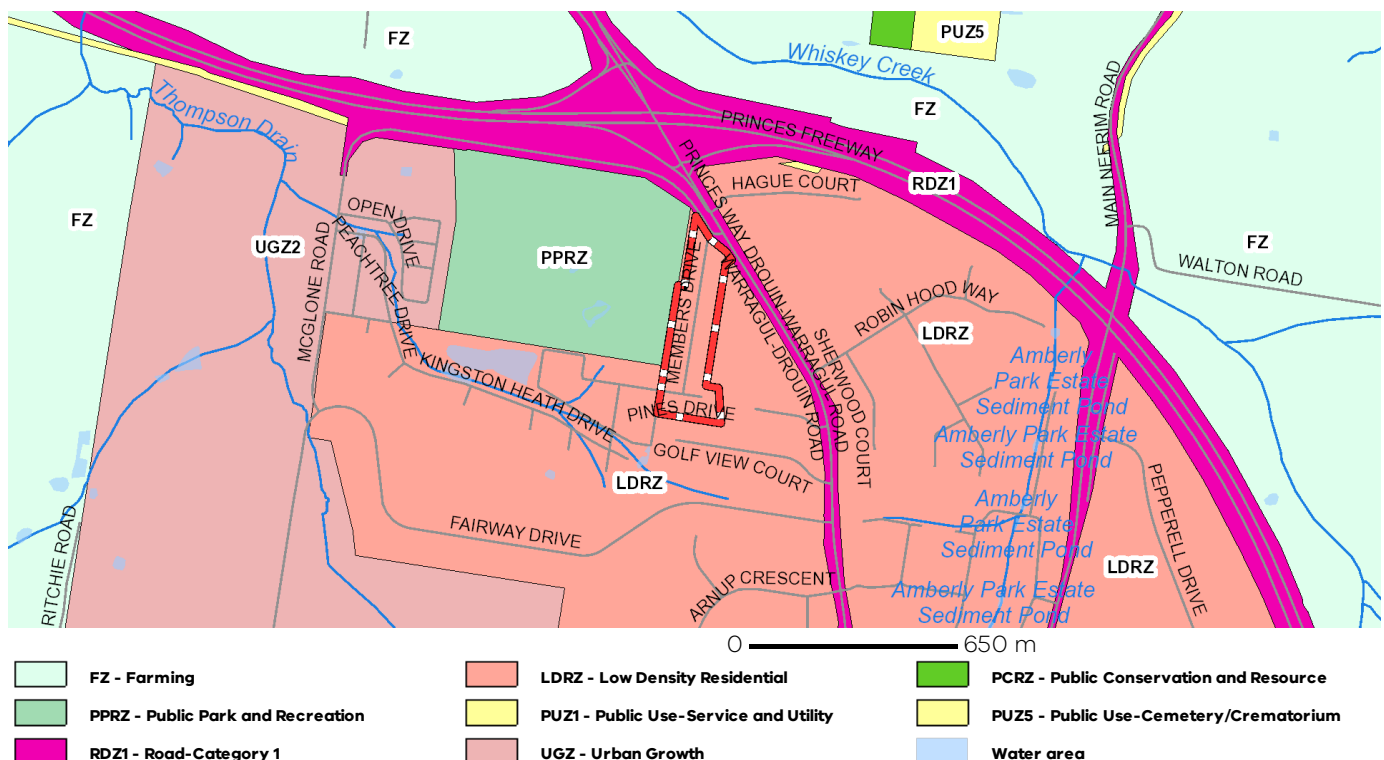 FZ
PUZ5
Whiskey Creek
FZ
Thompson Drain
PRINCES FREEWAY
MAIN NEERIM ROAD
RDZ1
HAGUE COURT
PRINCES WAY DROUIN-WARRAGUL ROAD
WARRAGUL-DROUIN ROAD
FZ
OPEN DRIVE
UGZ2
PEACHTREE DRIVE
MCGLONE ROAD
PPRZ
MEMBERS DRIVE
FZ
WALTON ROAD
ROBIN HOOD WAY
LDRZ
SHERWOOD COURT
Amberly
Park Estate
Sediment Pond
KINGSTON HEATH DRIVE
PINES DRIVE
Amberly Park Estate
Sediment Pond
GOLF VIEW COURT
LDRZ
PEPPERELL DRIVE
Amberly
Park Estate
Sediment Pond
RITCHIE ROAD
FAIRWAY DRIVE
LDRZ
ARNUP CRESCENT
Amberly Park Estate
Sediment Pond
0 650 m
FZ - Farming
LDRZ - Low Density Residential
PCRZ - Public Conservation and Resource
PPRZ - Public Park and Recreation
PUZ1 - Public Use-Service and Utility
PUZ5 - Public Use-Cemetery/Crematorium
RDZ1 - Road-Category 1
UGZ - Urban Growth
Water area